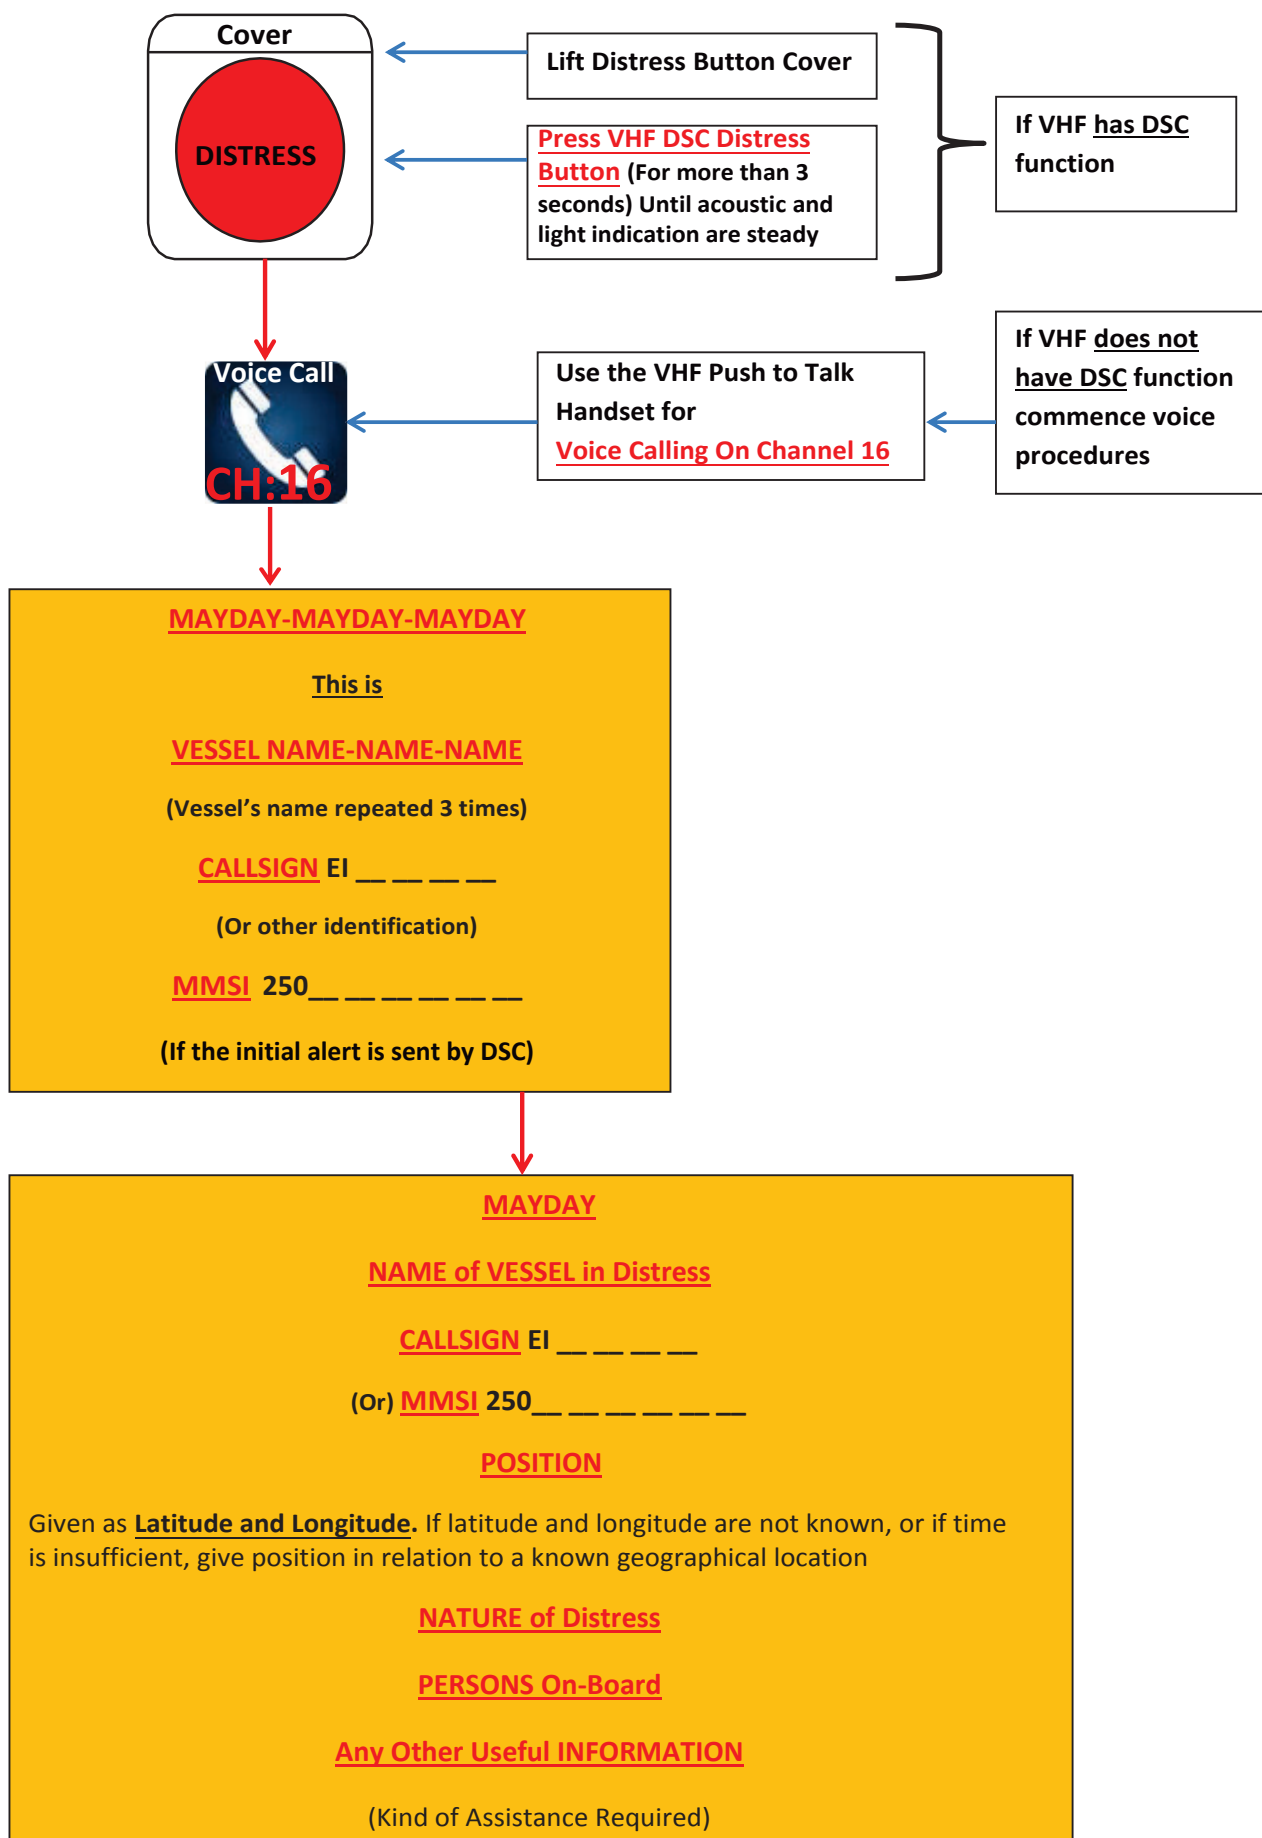 Cover
DISTRESS
Lift Distress Button Cover
Press VHF DSC Distress
Button (For more than 3
seconds) Until acoustic and
light indication are steady
If VHF has DSC
function
Voice Call
CH:16
Use the VHF Push to Talk
Handset for
Voice Calling On Channel 16
If VHF does not
have DSC function
commence voice
procedures
MAYDAY-MAYDAY-MAYDAY
This is
VESSEL NAME-NAME-NAME
(Vessel’s name repeated 3 times)
CALLSIGN EI __ __ __ __
(Or other identification)
MMSI 250__ __ __ __ __ __
(If the initial alert is sent by DSC)
MAYDAY
NAME of VESSEL in Distress
CALLSIGN EI __ __ __ __
(Or) MMSI 250__ __ __ __ __ __
POSITION
Given as Latitude and Longitude. If latitude and longitude are not known, or if time
is insufficient, give position in relation to a known geographical location
NATURE of Distress
PERSONS On-Board
Any Other Useful INFORMATION
(Kind of Assistance Required)